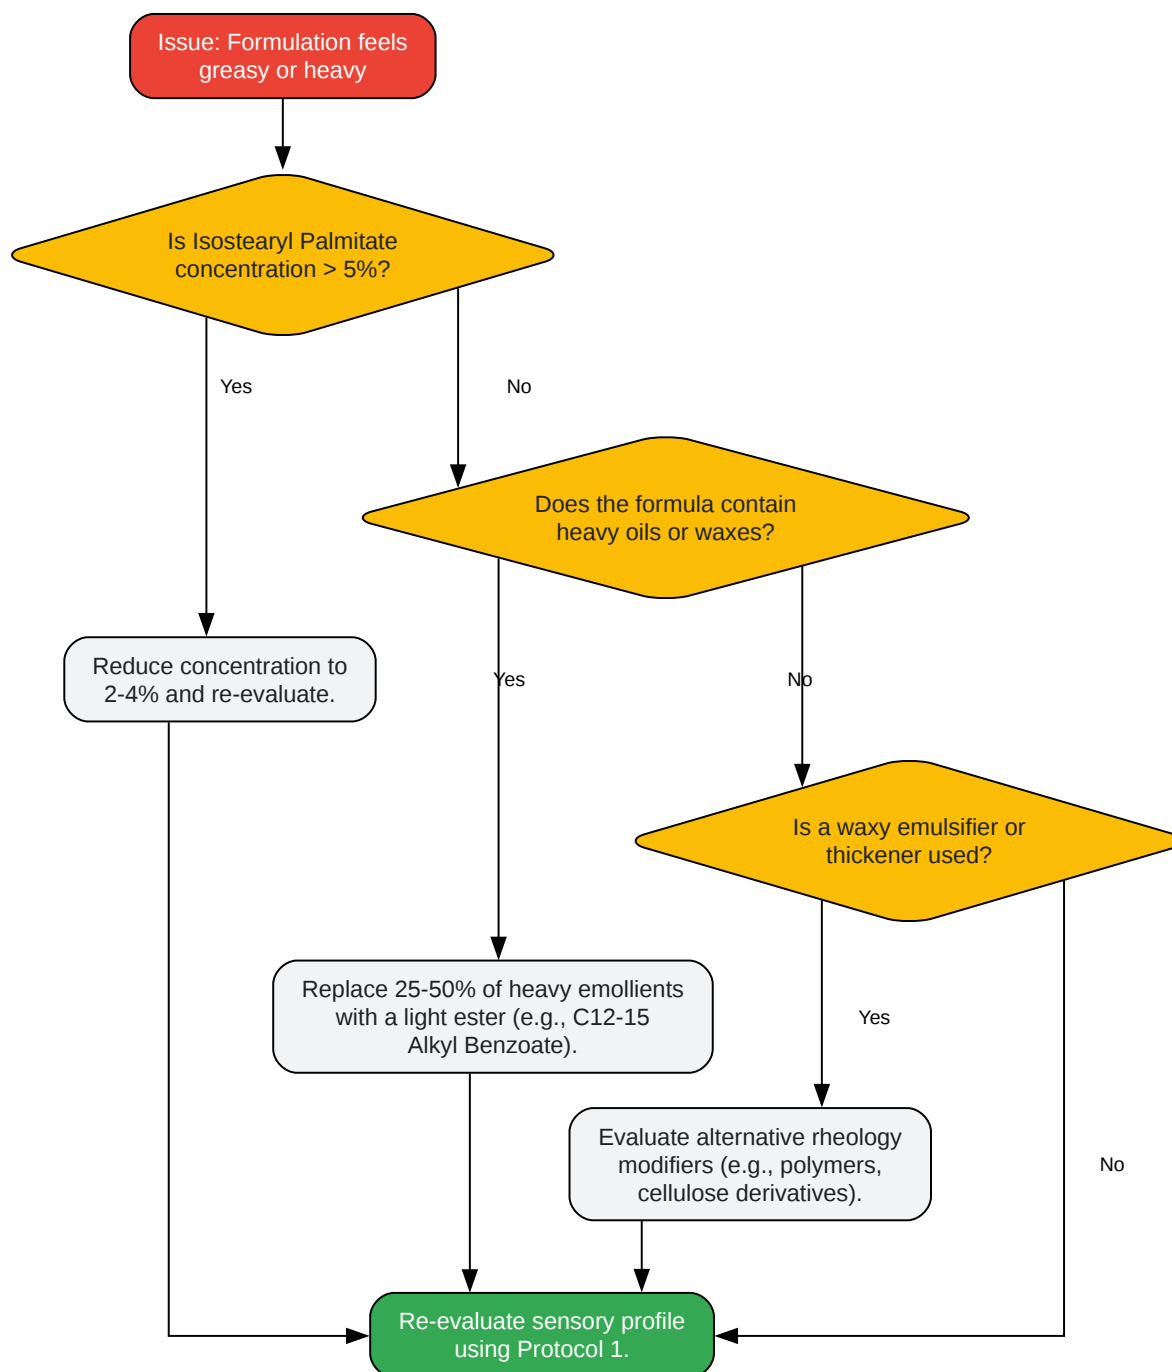 Issue: Formulation feels
greasy or heavy
Is Isostearyl Palmitate
concentration > 5%?
Yes
No
Does the formula contain
heavy oils or waxes?
Reduce concentration to
2-4% and re-evaluate.
Yes
No
Is a waxy emulsifier or
thickener used?
Replace 25-50% of heavy emollients
with a light ester (e.g., C12-15
Alkyl Benzoate).
Yes
Evaluate alternative rheology
modifiers (e.g., polymers,
cellulose derivatives).
No
Re-evaluate sensory profile
using Protocol 1.